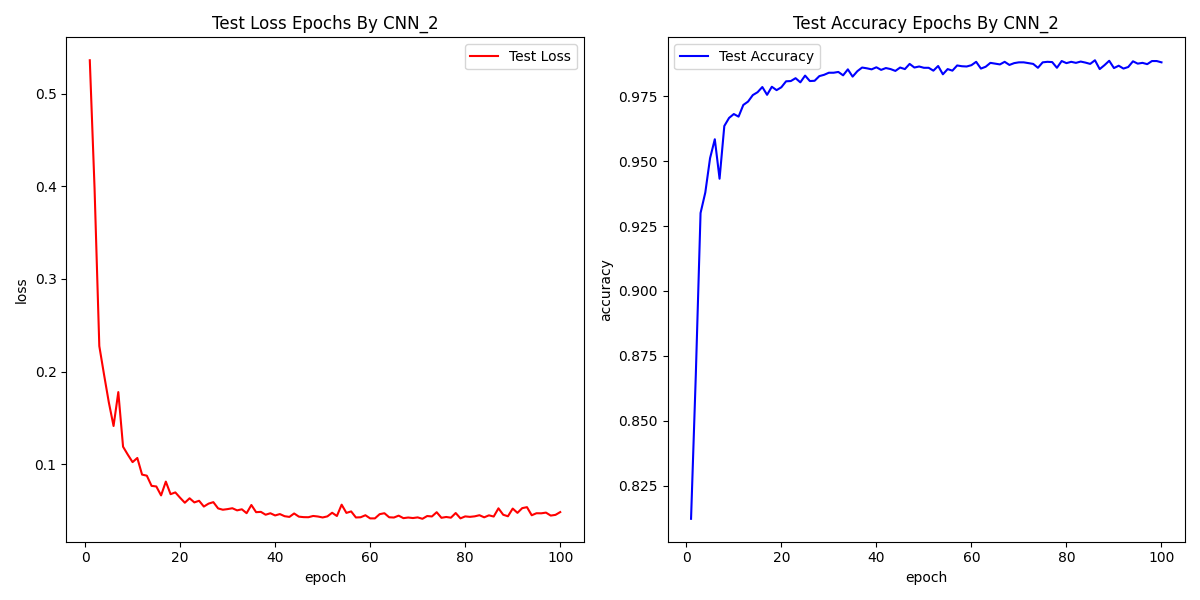 Test Loss Epochs By CNN_2
Test Loss
0.5
0.4
0.3
0.2
0.1
loss
0 20 40 60 80 100
epoch
Test Accuracy Epochs By CNN_2
Test Accuracy
0.975
0.950
0.925
0.900
0.875
0.850
0.825
accuracy
0 20 40 60 80 100
epoch